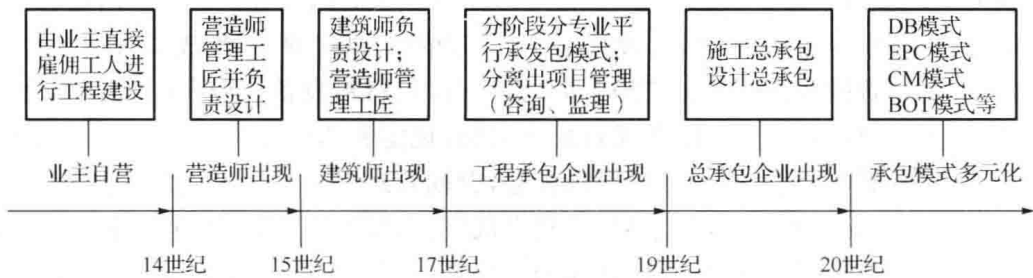 由业主直接
雇佣工人进
行工程建设
营造师
管理工
匠并负
责设计
建筑师负
责设计；
营造师管
理工匠
分阶段分专业平
行承发包模式；
分离出项目管理
（咨询、监理）
施工总承包
设计总承包
DB模式
EPC模式
CM模式
BOT模式等
业主自营
营造师出现
建筑师出现
工程承包企业出现
总承包企业出现
承包模式多元化
14世纪
15世纪
17世纪
19世纪
20世纪